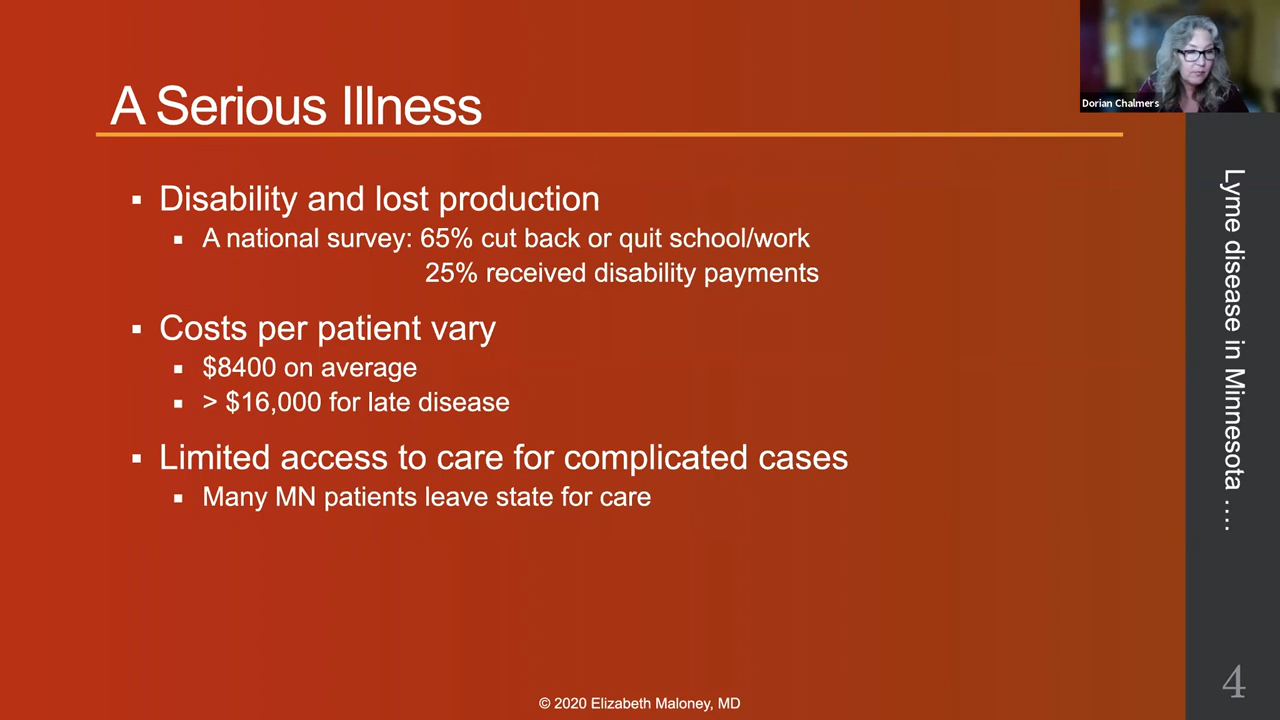 A Serious Illness
Dorian Chalmers
▪ Disability and lost production
▪ A national survey: 65% cut back or quit school/work
25% received disability payments
▪ Costs per patient vary
▪ $8400 on average
▪ > $16,000 for late disease
▪ Limited access to care for complicated cases
▪ Many MN patients leave state for care
Lyme disease in Minnesota ....
4
© 2020 Elizabeth Maloney, MD